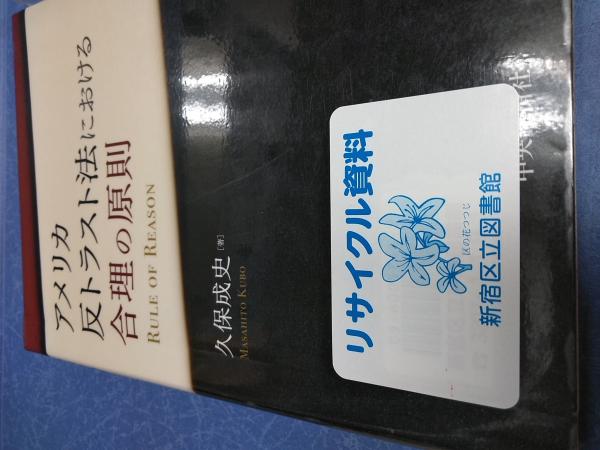 アメリカ
反トラスト法における
合理の原則
RULE OF REASON
久保成史[著]
MASAHITO KUBO
リサイクル資料
区の花つつじ
新宿区立図書館
中央
社